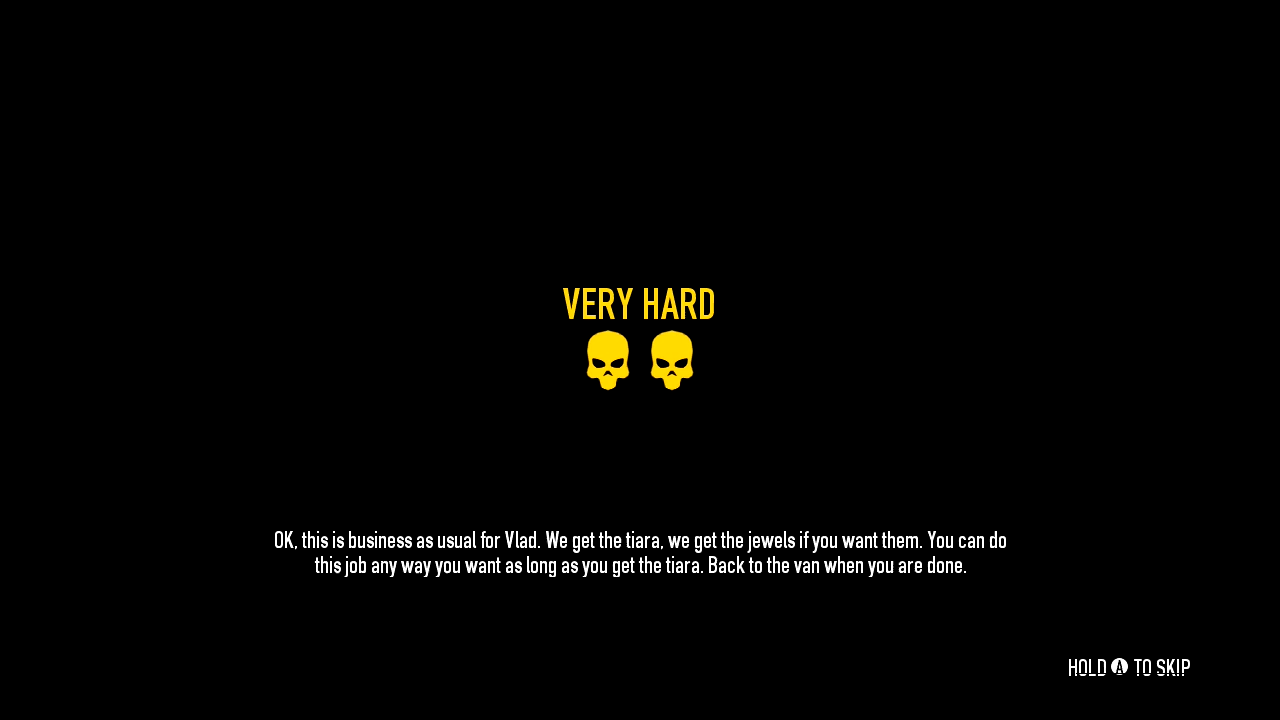 VERY HARD
OK, this is business as usual for Vlad. We get the tiara, we get the jewels if you want them. You can do
this job any way you want as long as you get the tiara. Back to the van when you are done.
HOLD A TO SKIP